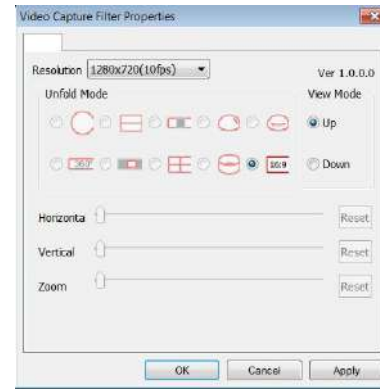 Video Capture Filter Properties
Resolution 1280x720(10fps) Ver 1.0.0.0
Unfold Mode View Mode
Up
360° 16:9 Down
Horizonta Reset
Vertical Reset
Zoom Reset
OK Cancel Apply